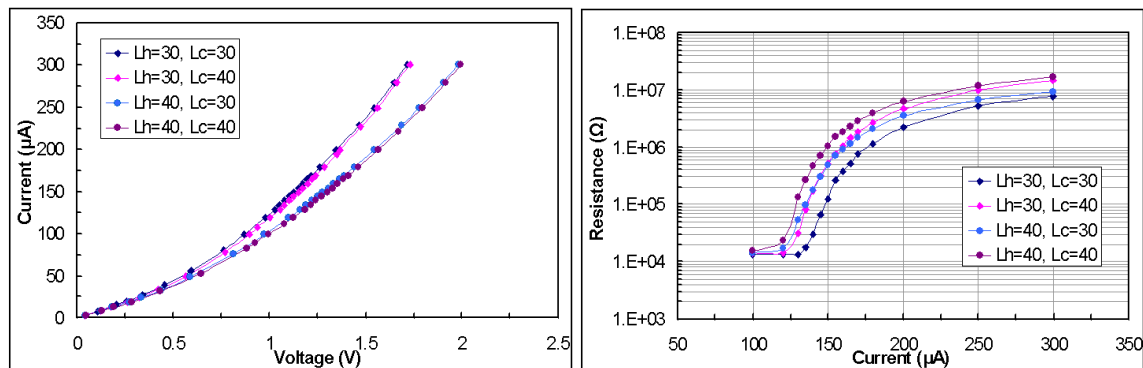 350
300
250
200
150
100
50
0
Current (µA)
Lh=30, Lc=30
Lh=30, Lc=40
Lh=40, Lc=30
Lh=40, Lc=40
0
0.5
1
1.5
2
2.5
Voltage (V)
1.E+08
1.E+07
1.E+06
1.E+05
1.E+04
1.E+03
Resistance (Ω)
Lh=30, Lc=30
Lh=30, Lc=40
Lh=40, Lc=30
Lh=40, Lc=40
50
100
150
200
250
300
350
Current (µA)